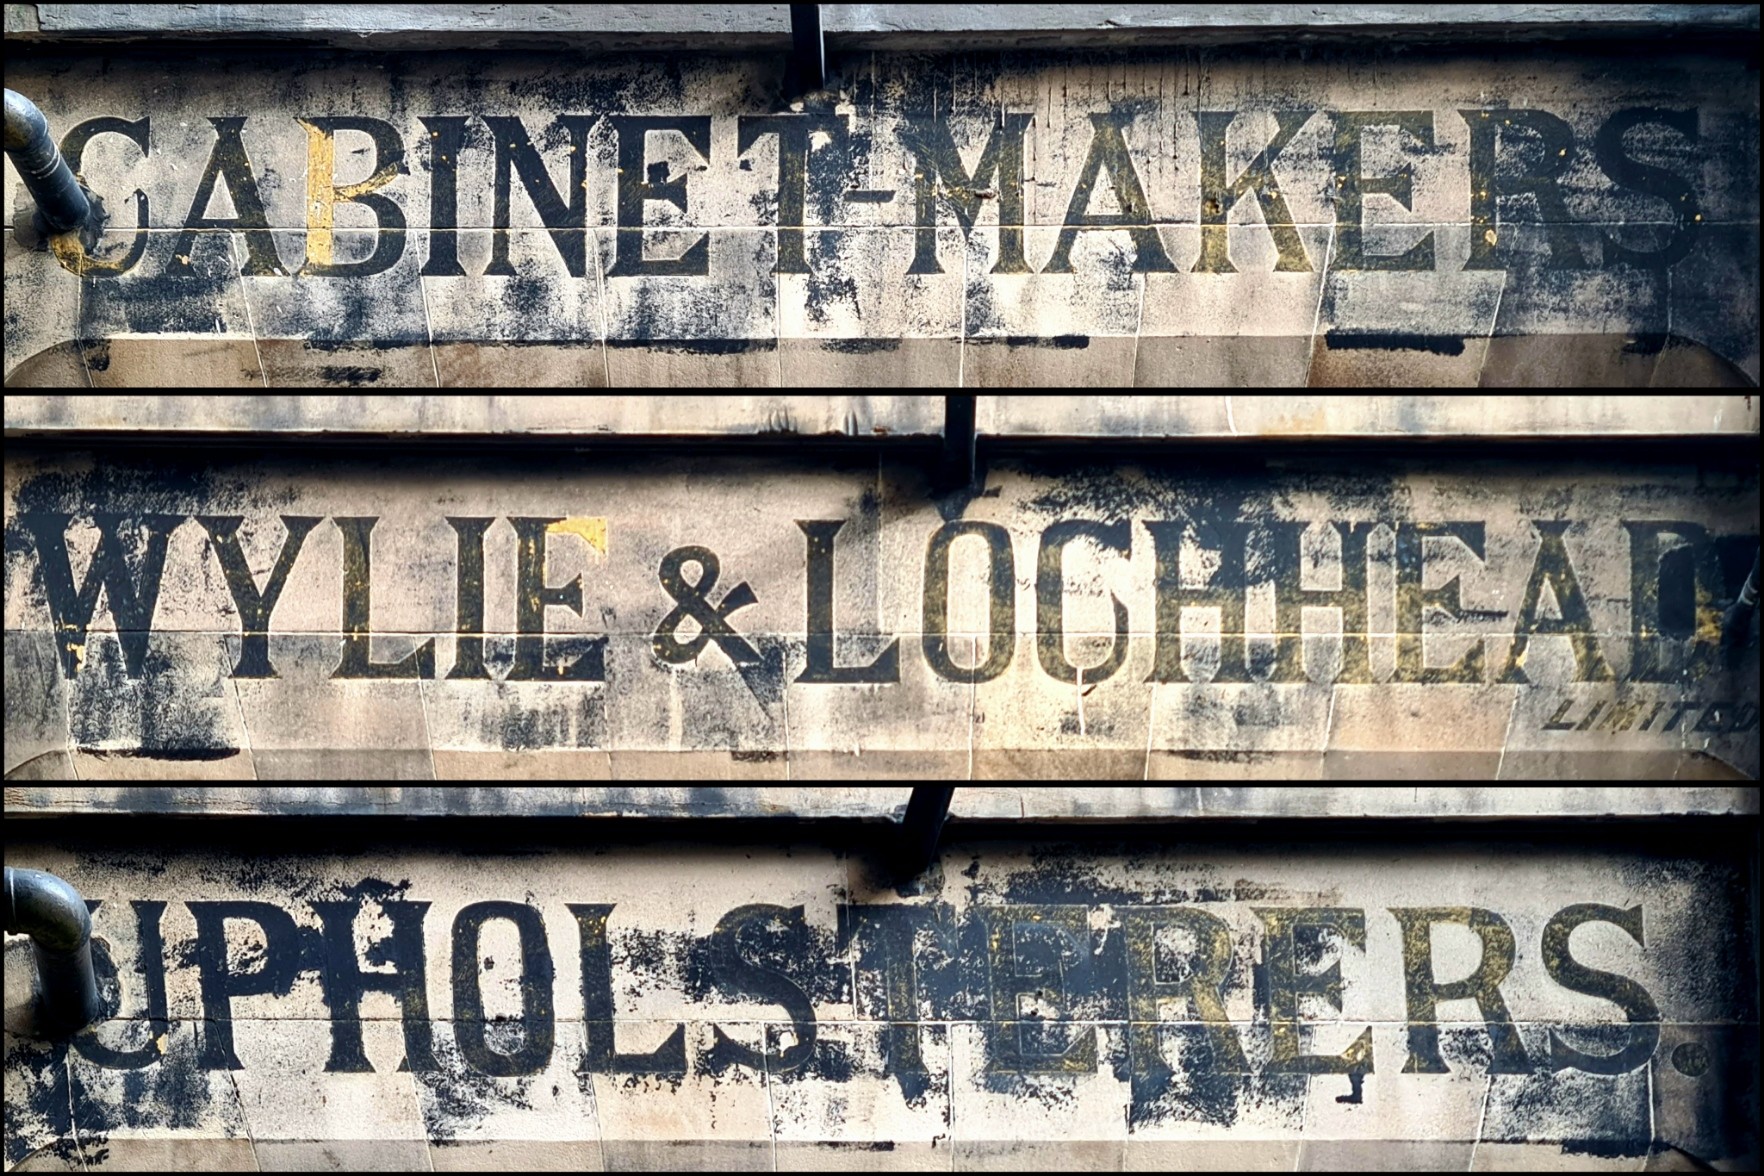 CABINET-MAKERS
WYLIE & LOCHHEAD
LIMITED
UPHOLSTERERS.